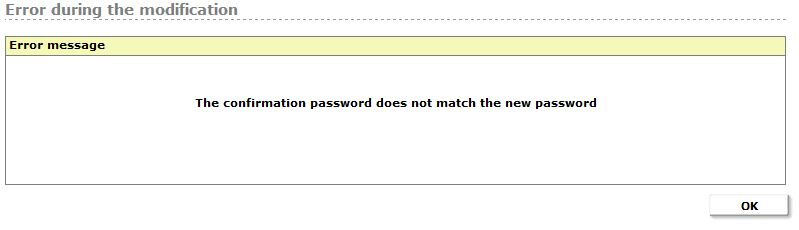 Error during the modification
Error message
The confirmation password does not match the new password
OK